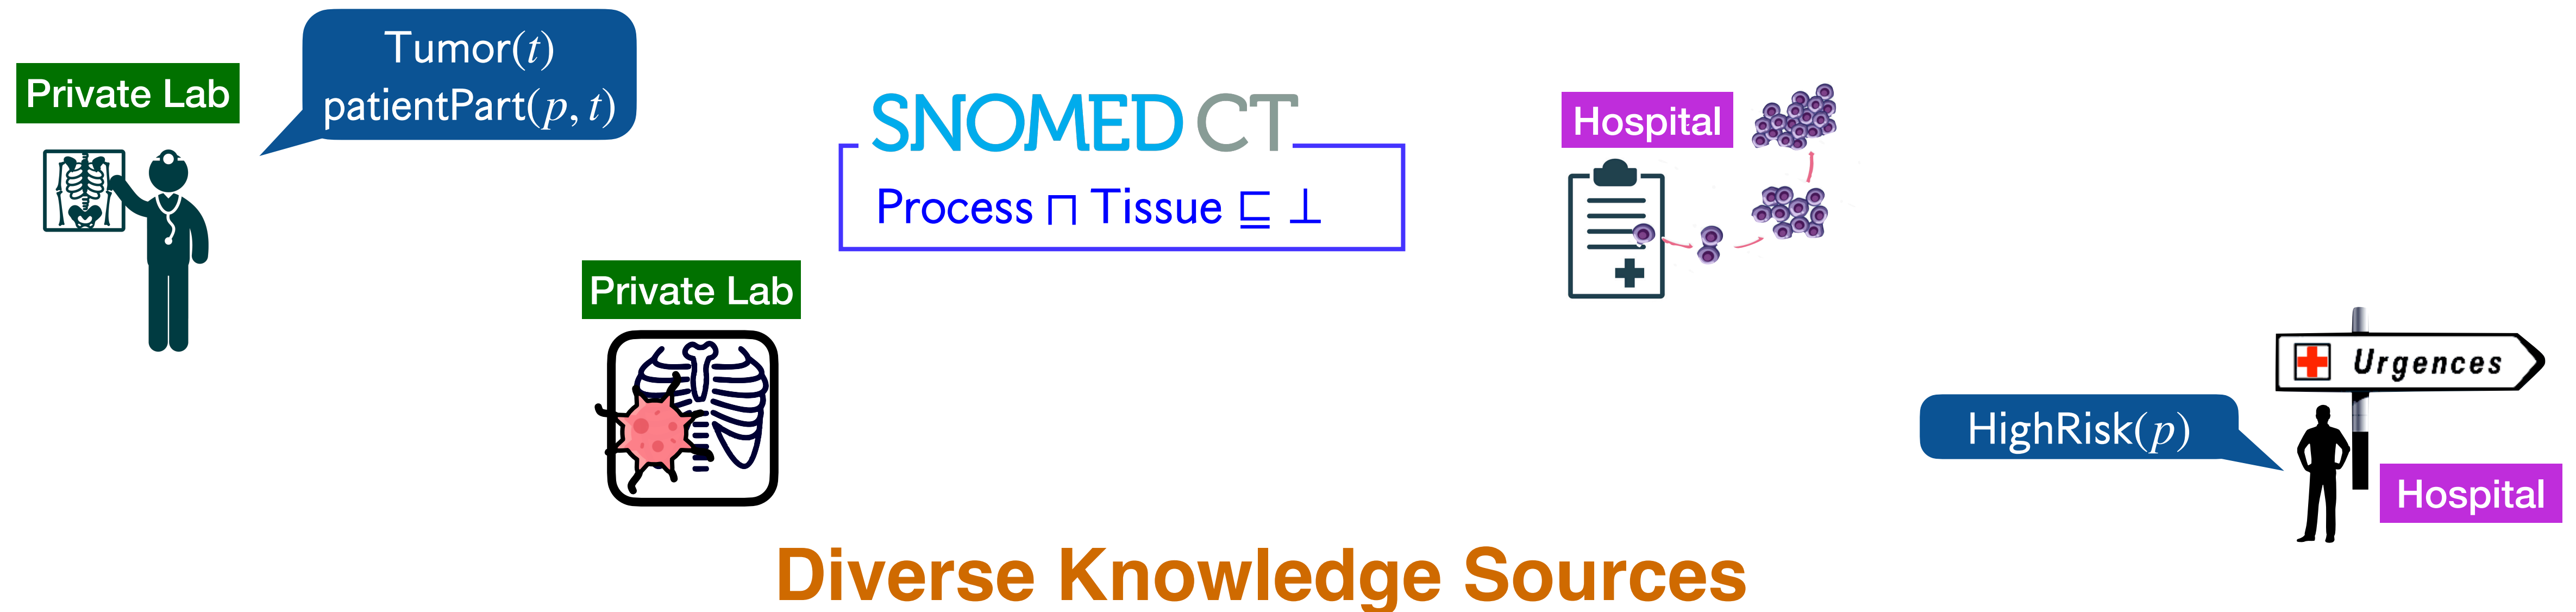 Private Lab
Tumor(t)
patientPart(p, t)
SNOMED CT
Process ⊓ Tissue ⊑ ⊥
Hospital
Private Lab
Urgences
HighRisk(p)
Hospital
Diverse Knowledge Sources